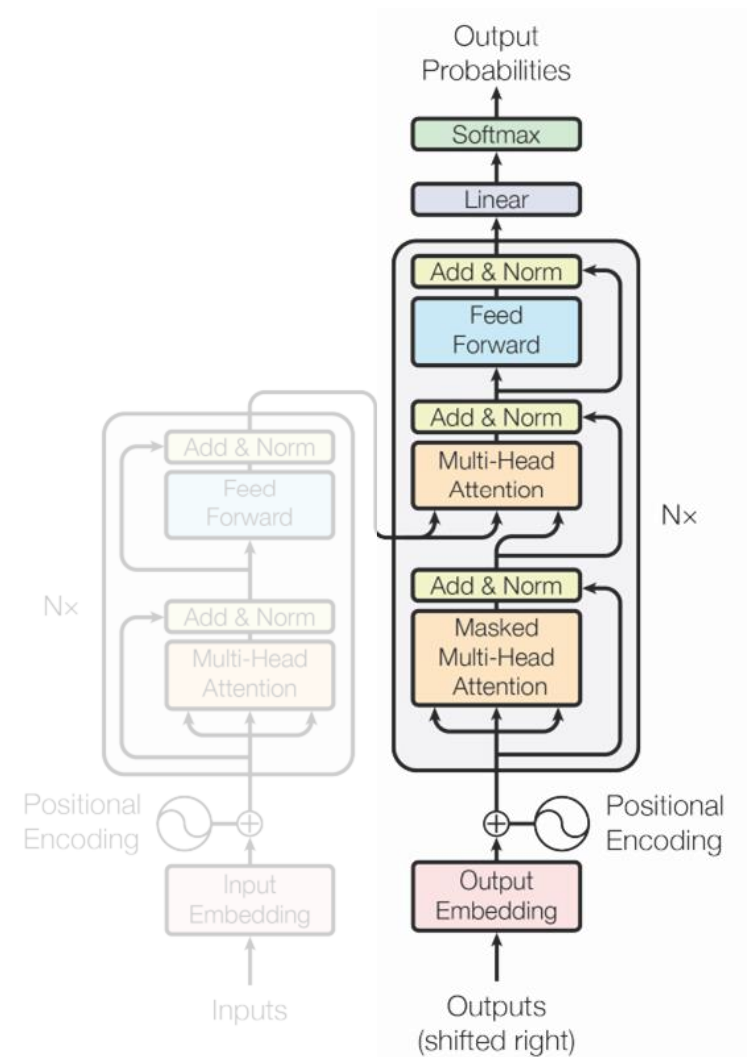 Output
Probabilities
Softmax
Linear
Add & Norm
Feed
Forward
Add & Norm
Multi-Head
Attention
Nx
Add & Norm
Masked
Multi-Head
Attention
Positional
Encoding
Output
Embedding
Outputs
(shifted right)
Add & Norm
Feed
Forward
Nx
Add & Norm
Multi-Head
Attention
Positional
Encoding
Input
Embedding
Inputs